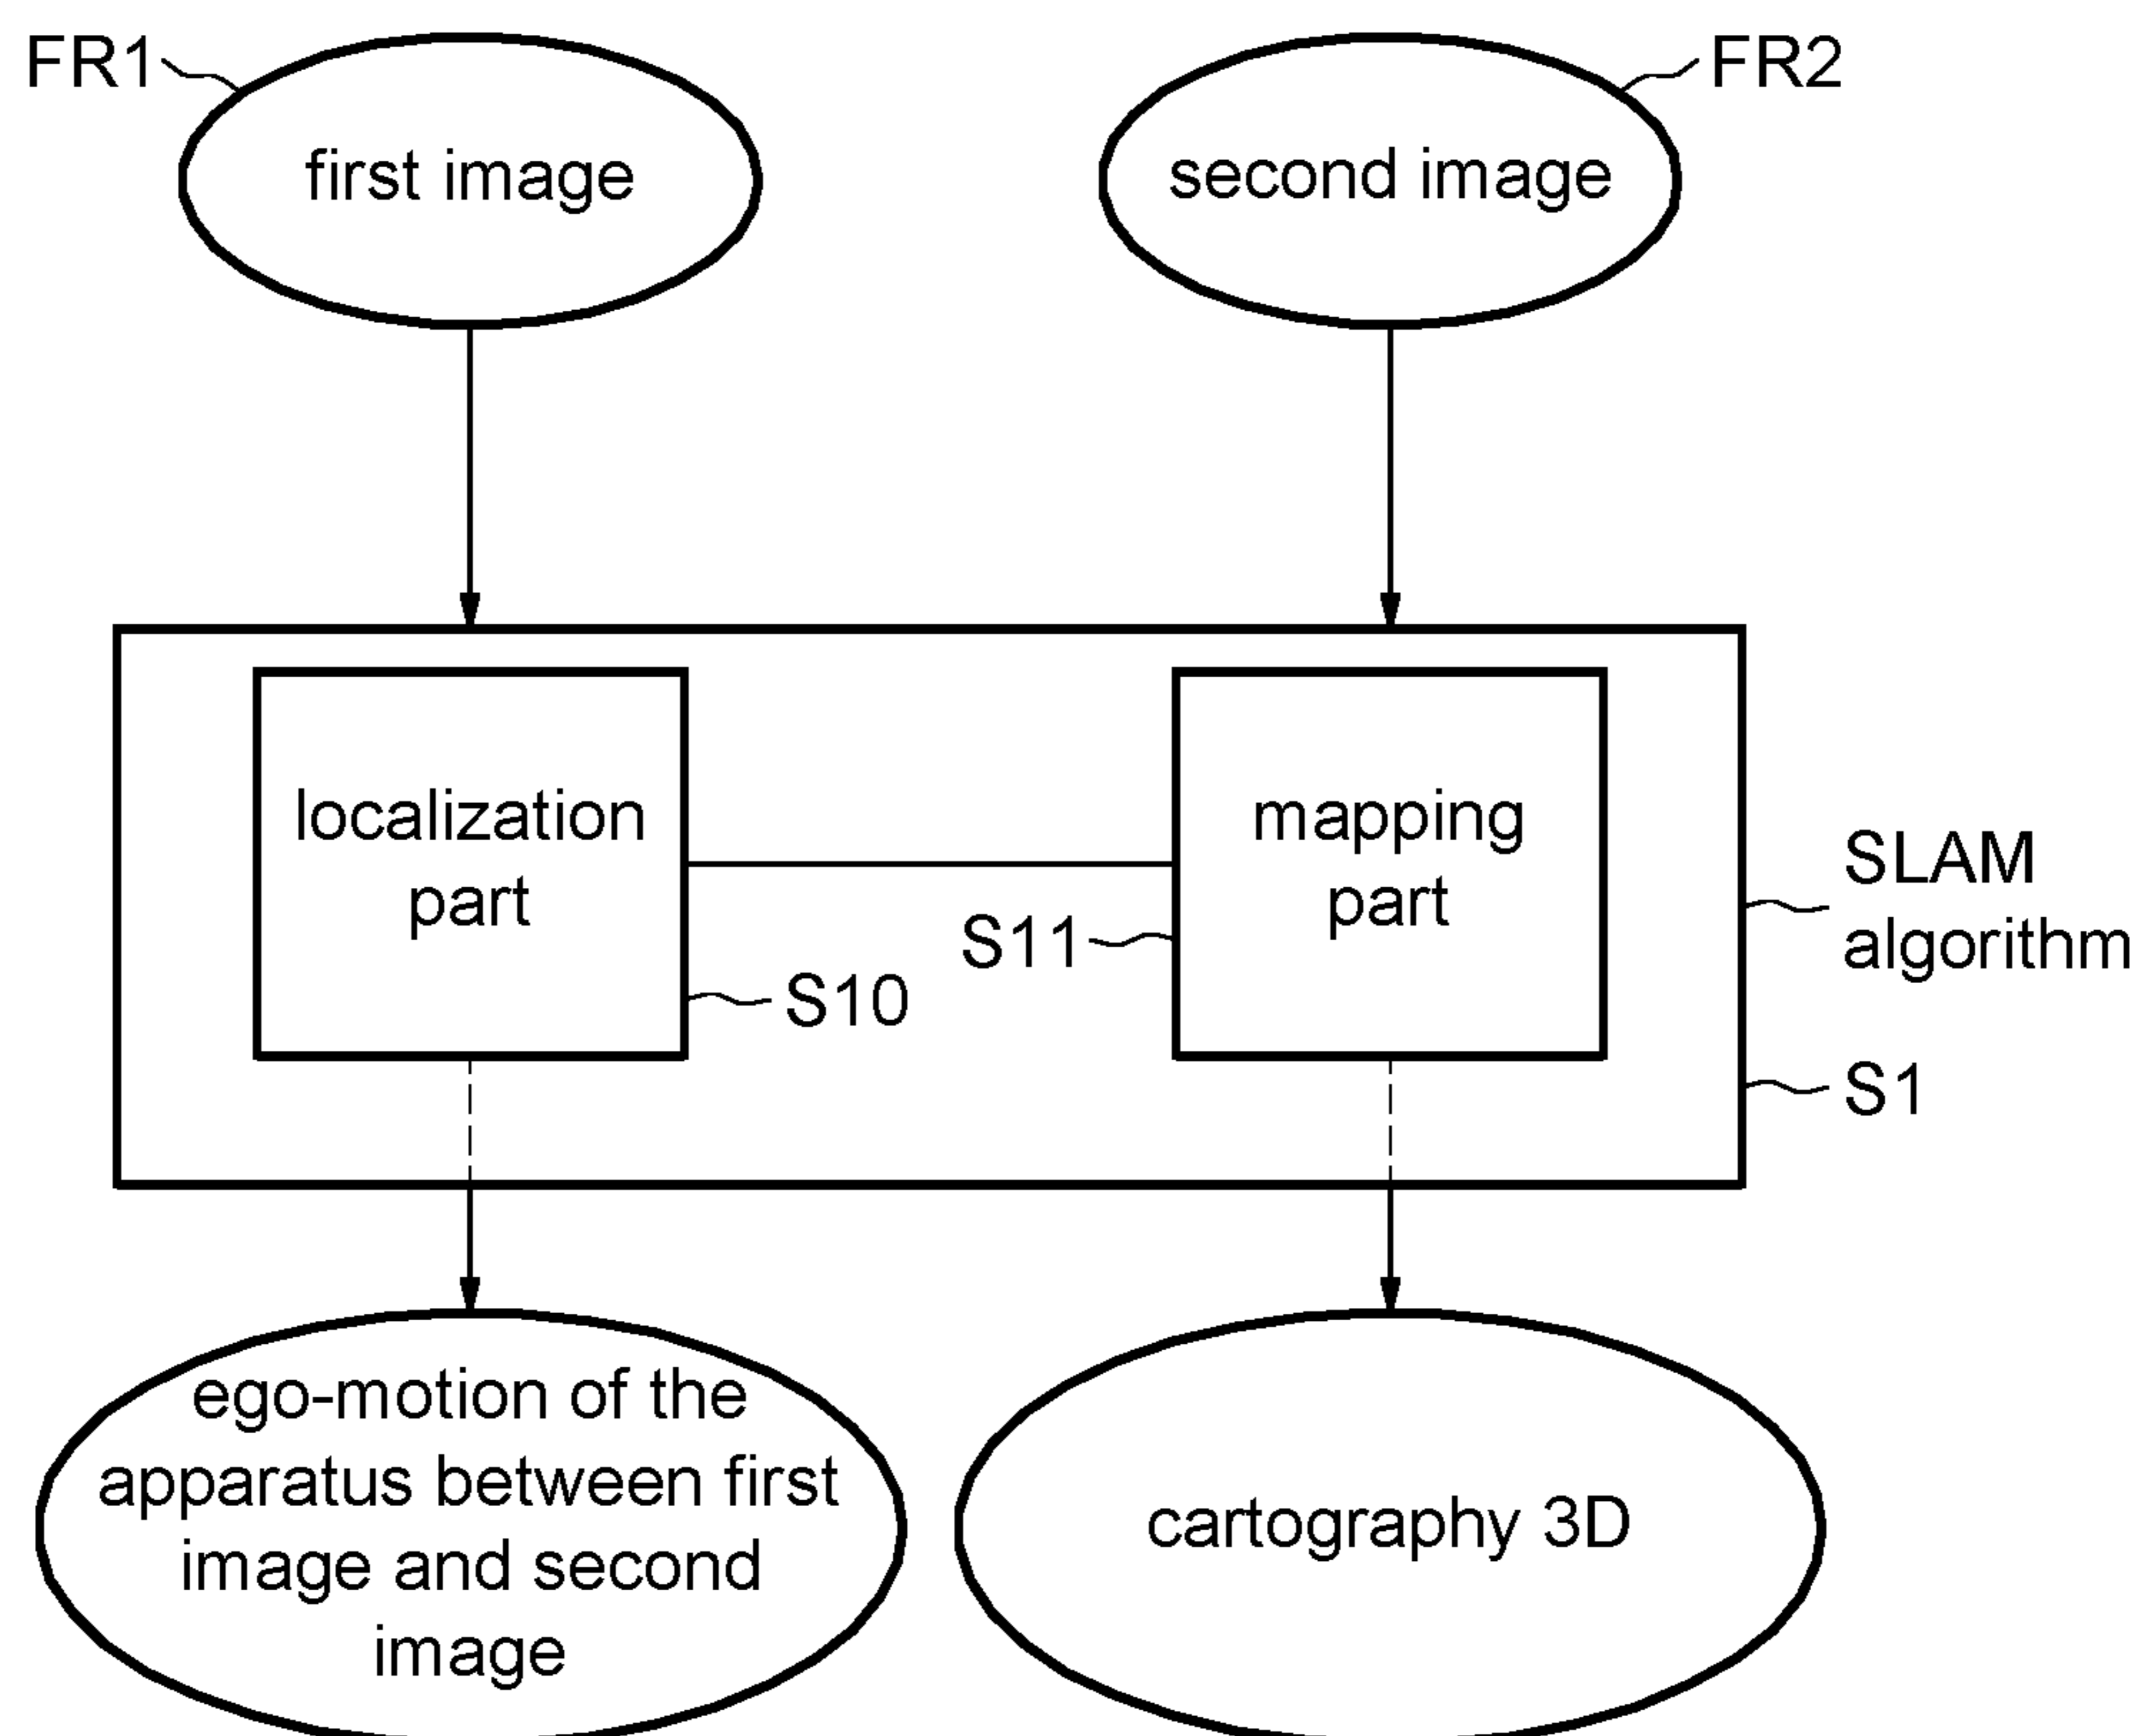 FR1
first image
FR2
second image
localization
part
S10
mapping
part
S11
SLAM
algorithm
S1
ego-motion of the
apparatus between first
image and second
image
cartography 3D